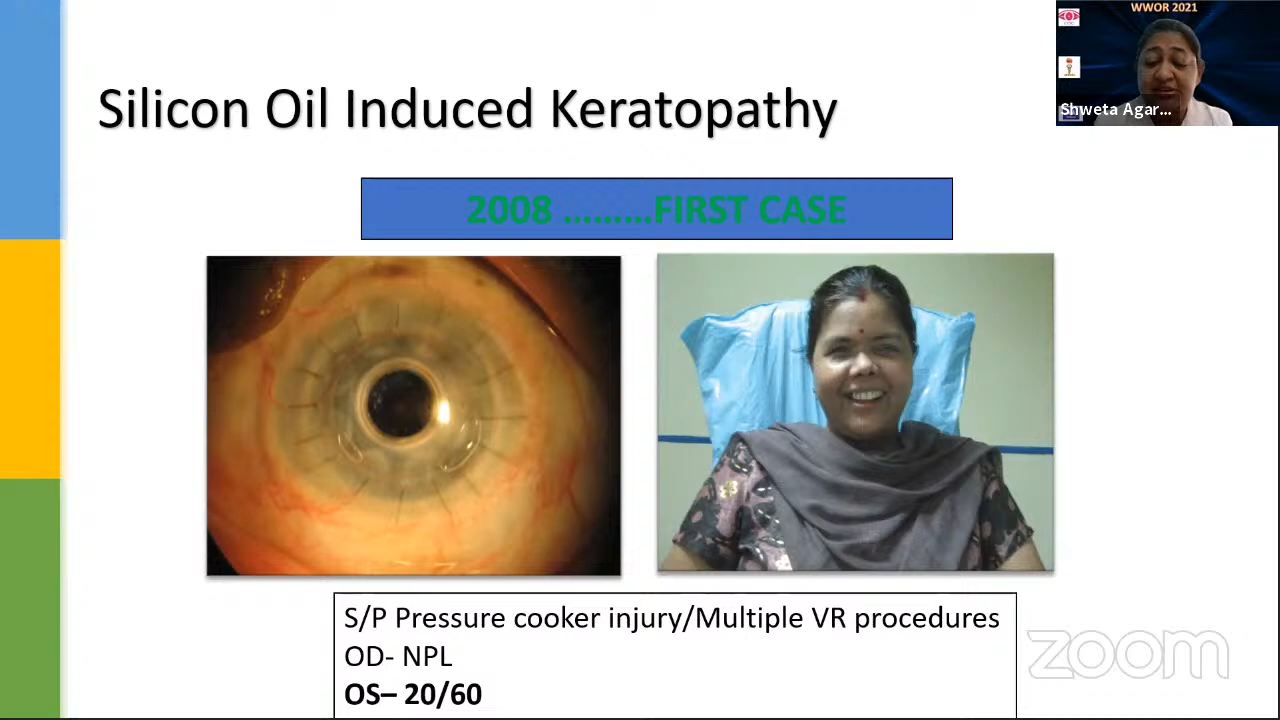 WWOR 2021
Shweta Agar...
Silicon Oil Induced Keratopathy
2008 .........FIRST CASE
S/P Pressure cooker injury/Multiple VR procedures
OD- NPL
OS– 20/60
zoom